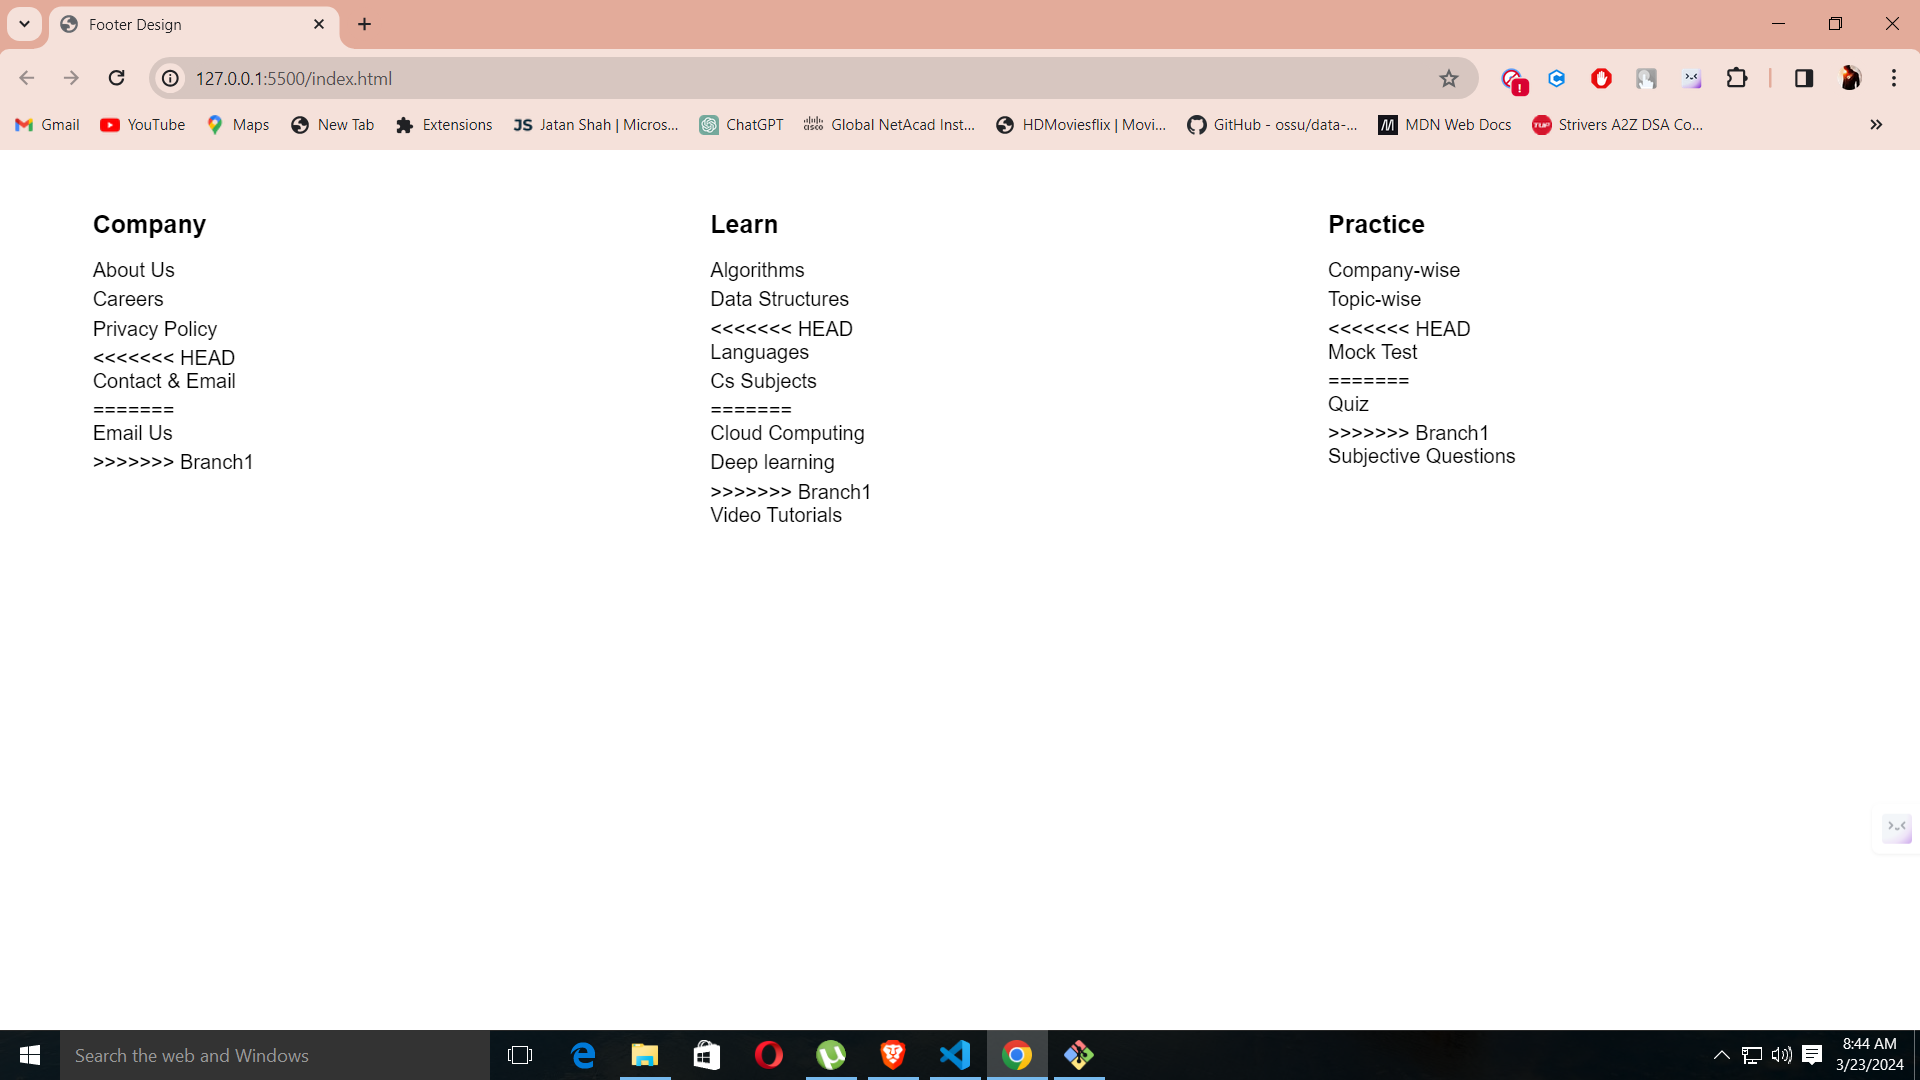 Footer Design
127.0.0.1:5500/index.html
!
Gmail YouTube Maps New Tab Extensions JS Jatan Shah | Micros... ChatGPT Global NetAcad Inst... HDMoviesflix | Movi... GitHub - ossu/data-... MDN Web Docs Strivers A2Z DSA Co...
Company
About Us
Careers
Privacy Policy
<<<<<<< HEAD
Contact & Email
=======
Email Us
>>>>>>> Branch1
Learn
Algorithms
Data Structures
<<<<<<< HEAD
Languages
Cs Subjects
=======
Cloud Computing
Deep learning
>>>>>>> Branch1
Video Tutorials
Practice
Company-wise
Topic-wise
<<<<<<< HEAD
Mock Test
=======
Quiz
>>>>>>> Branch1
Subjective Questions
Search the web and Windows
8:44 AM
3/23/2024